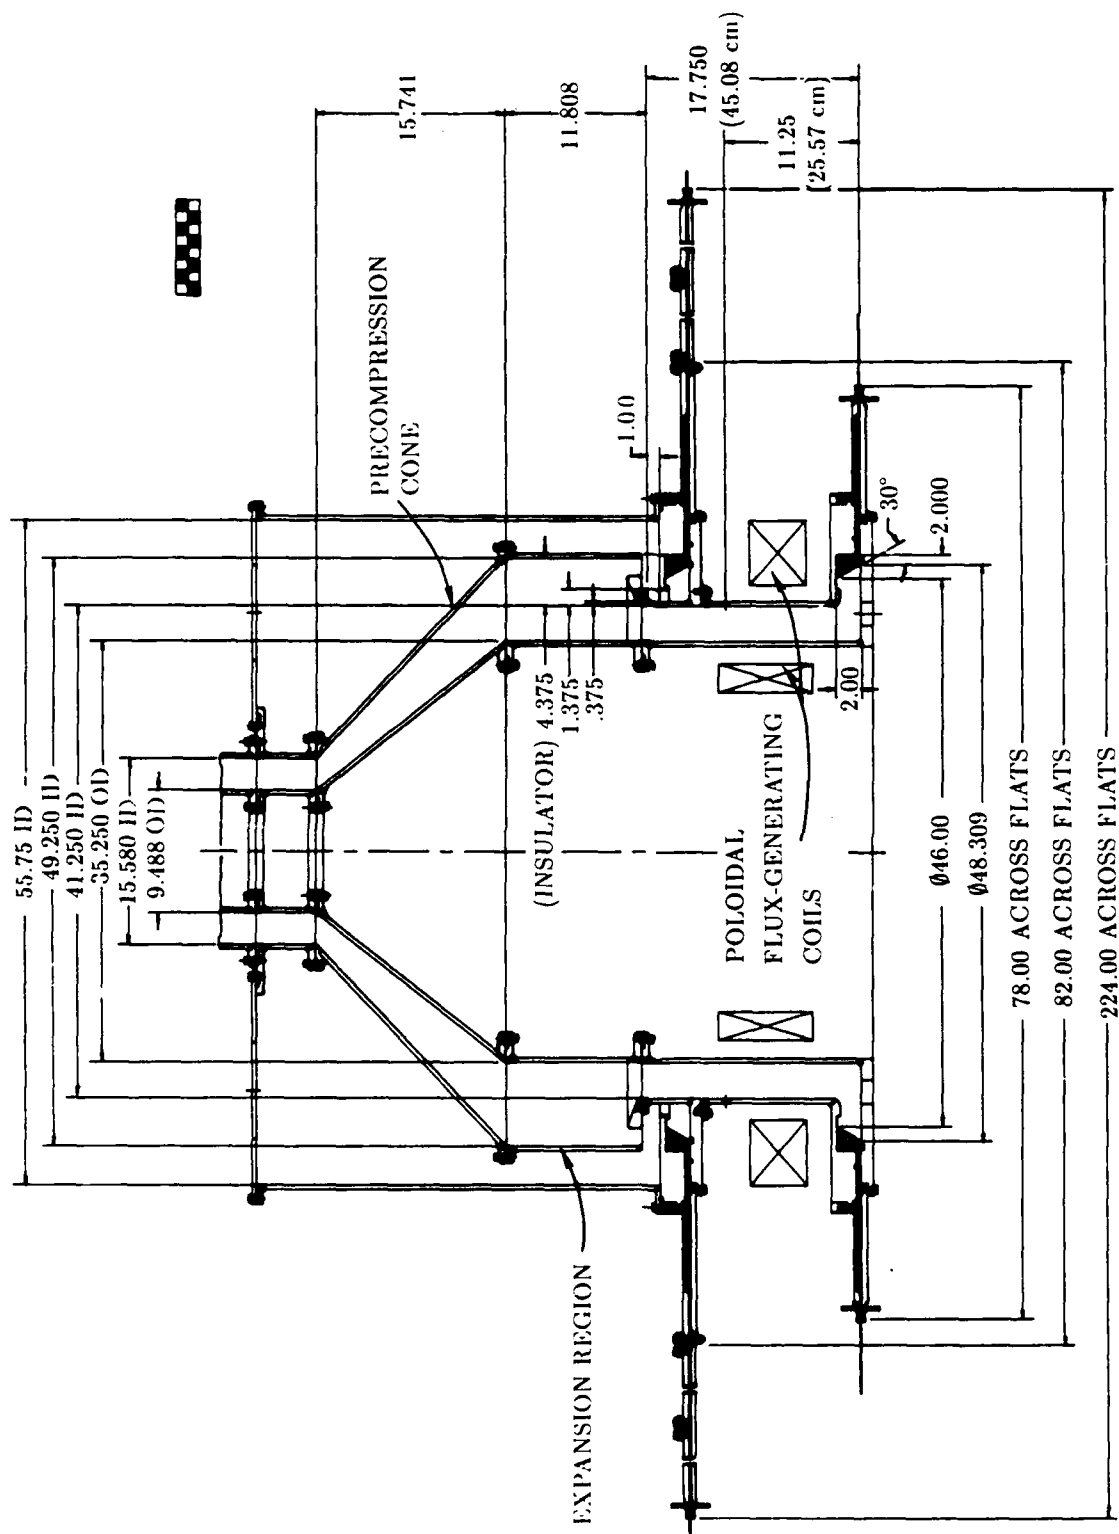 55.75 ID
49.250 ID
41.250 ID
35.250 OD
15.580 ID
9.488 OD
15.741
11.808
17.750
(45.08 cm)
11.25
(25.57 cm)
PRECOMPRESSION
CONE
1.00
(INSULATOR)
4.375
1.375
.375
EXPANSION REGION
POLOIDAL
FLUX-GENERATING
COILS
2.00
30°
2.000
Ø46.00
Ø48.309
78.00 ACROSS FLATS
82.00 ACROSS FLATS
224.00 ACROSS FLATS